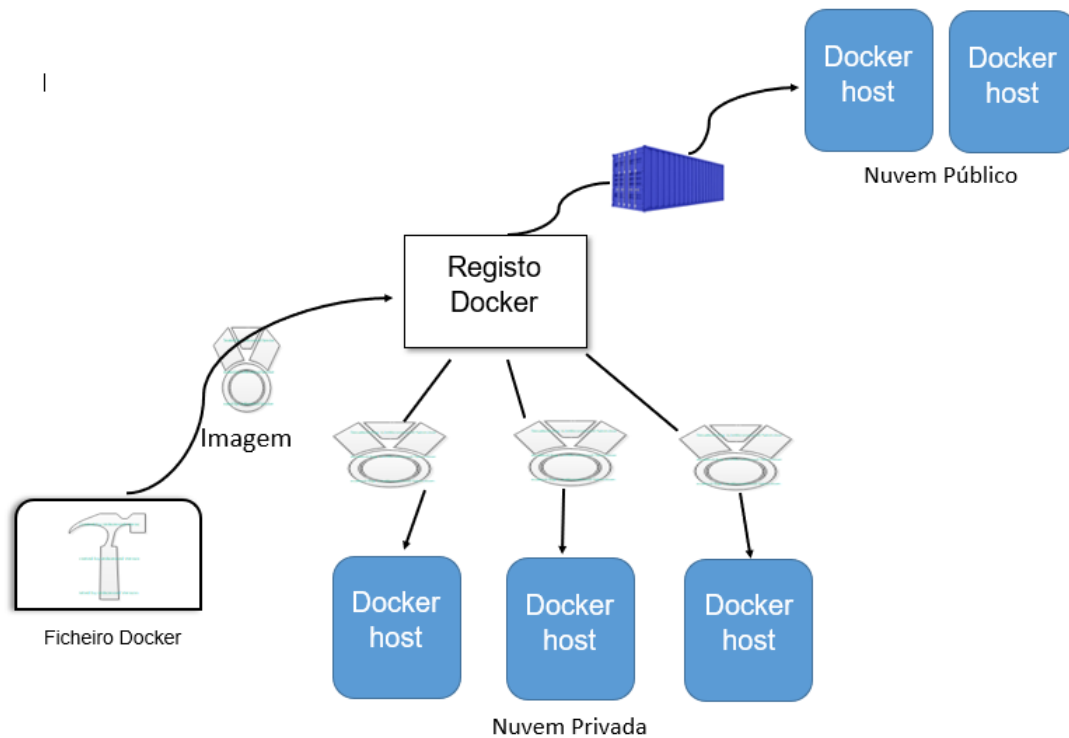 Docker
host
Docker
host
Nuvem Público
Registo
Docker
Imagem
Ficheiro Docker
Docker
host
Docker
host
Docker
host
Nuvem Privada